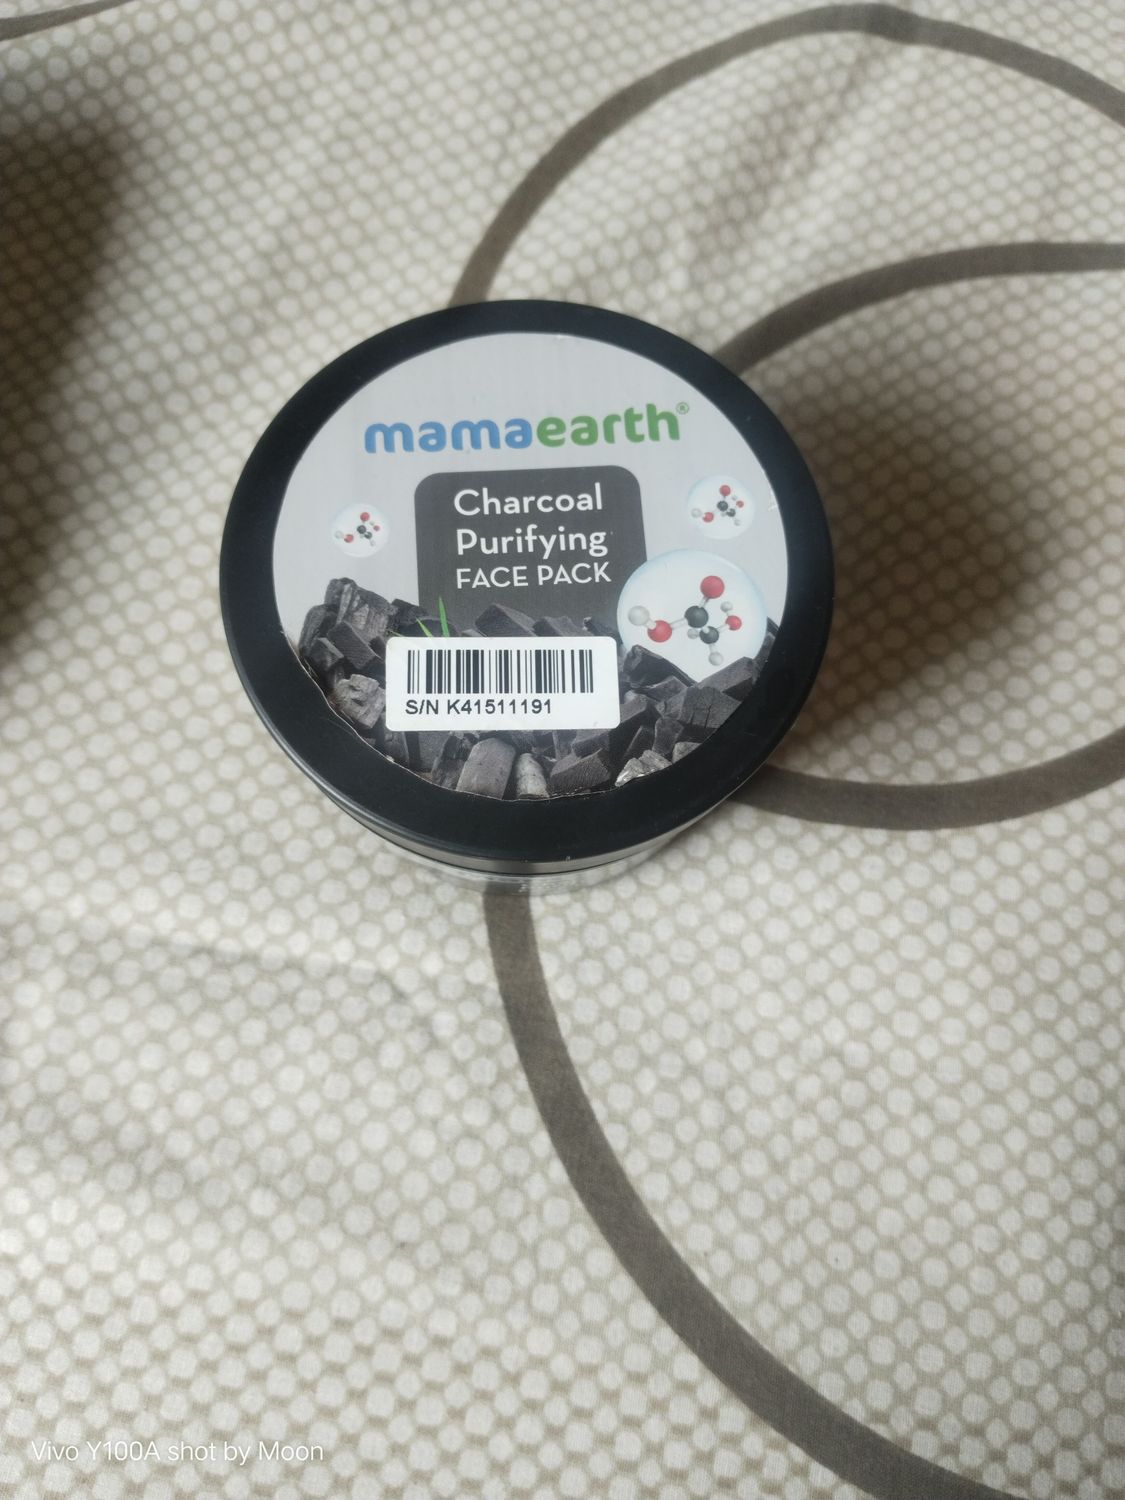 mamaearth®
Charcoal
Purifying
FACE PACK
S/N K41511191
Vivo Y100A shot by Moon